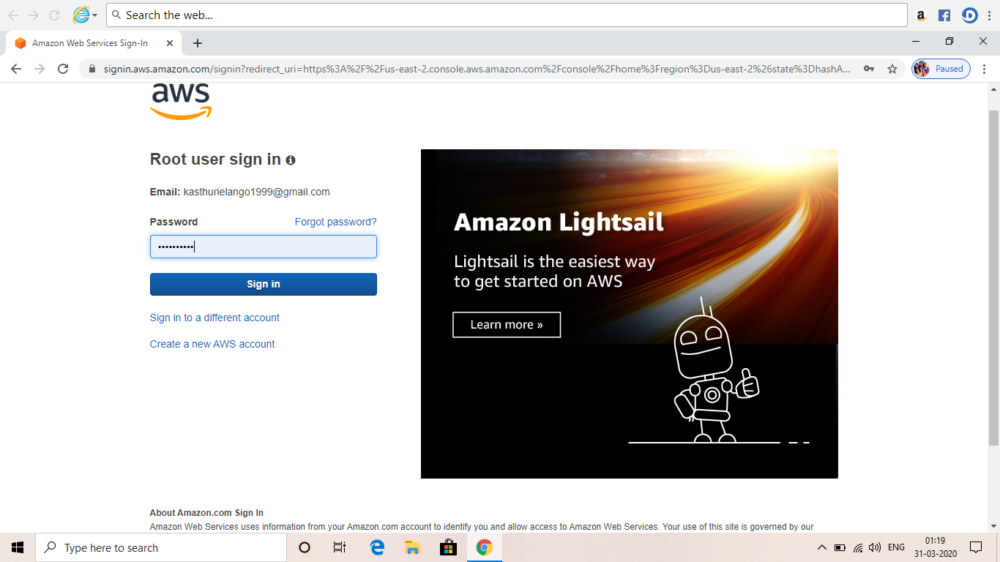 Search the web...
Amazon Web Services Sign-In
signin.aws.amazon.com/signin?redirect_uri=https%3A%2F%2Fus-east-2.console.aws.amazon.com%2Fconsole%2Fhome%3Fregion%3Dus-east-2%26state%3DhashA...
Paused
aws
Root user sign in
Email: kasthurielango1999@gmail.com
Password Forgot password?
••••••••••
Sign in
Sign in to a different account
Create a new AWS account
Amazon Lightsail
Lightsail is the easiest way
to get started on AWS
Learn more »
About Amazon.com Sign In
Amazon Web Services uses information from your Amazon.com account to identify you and allow access to Amazon Web Services. Your use of this site is governed by our
Type here to search
ENG
01:19
31-03-2020